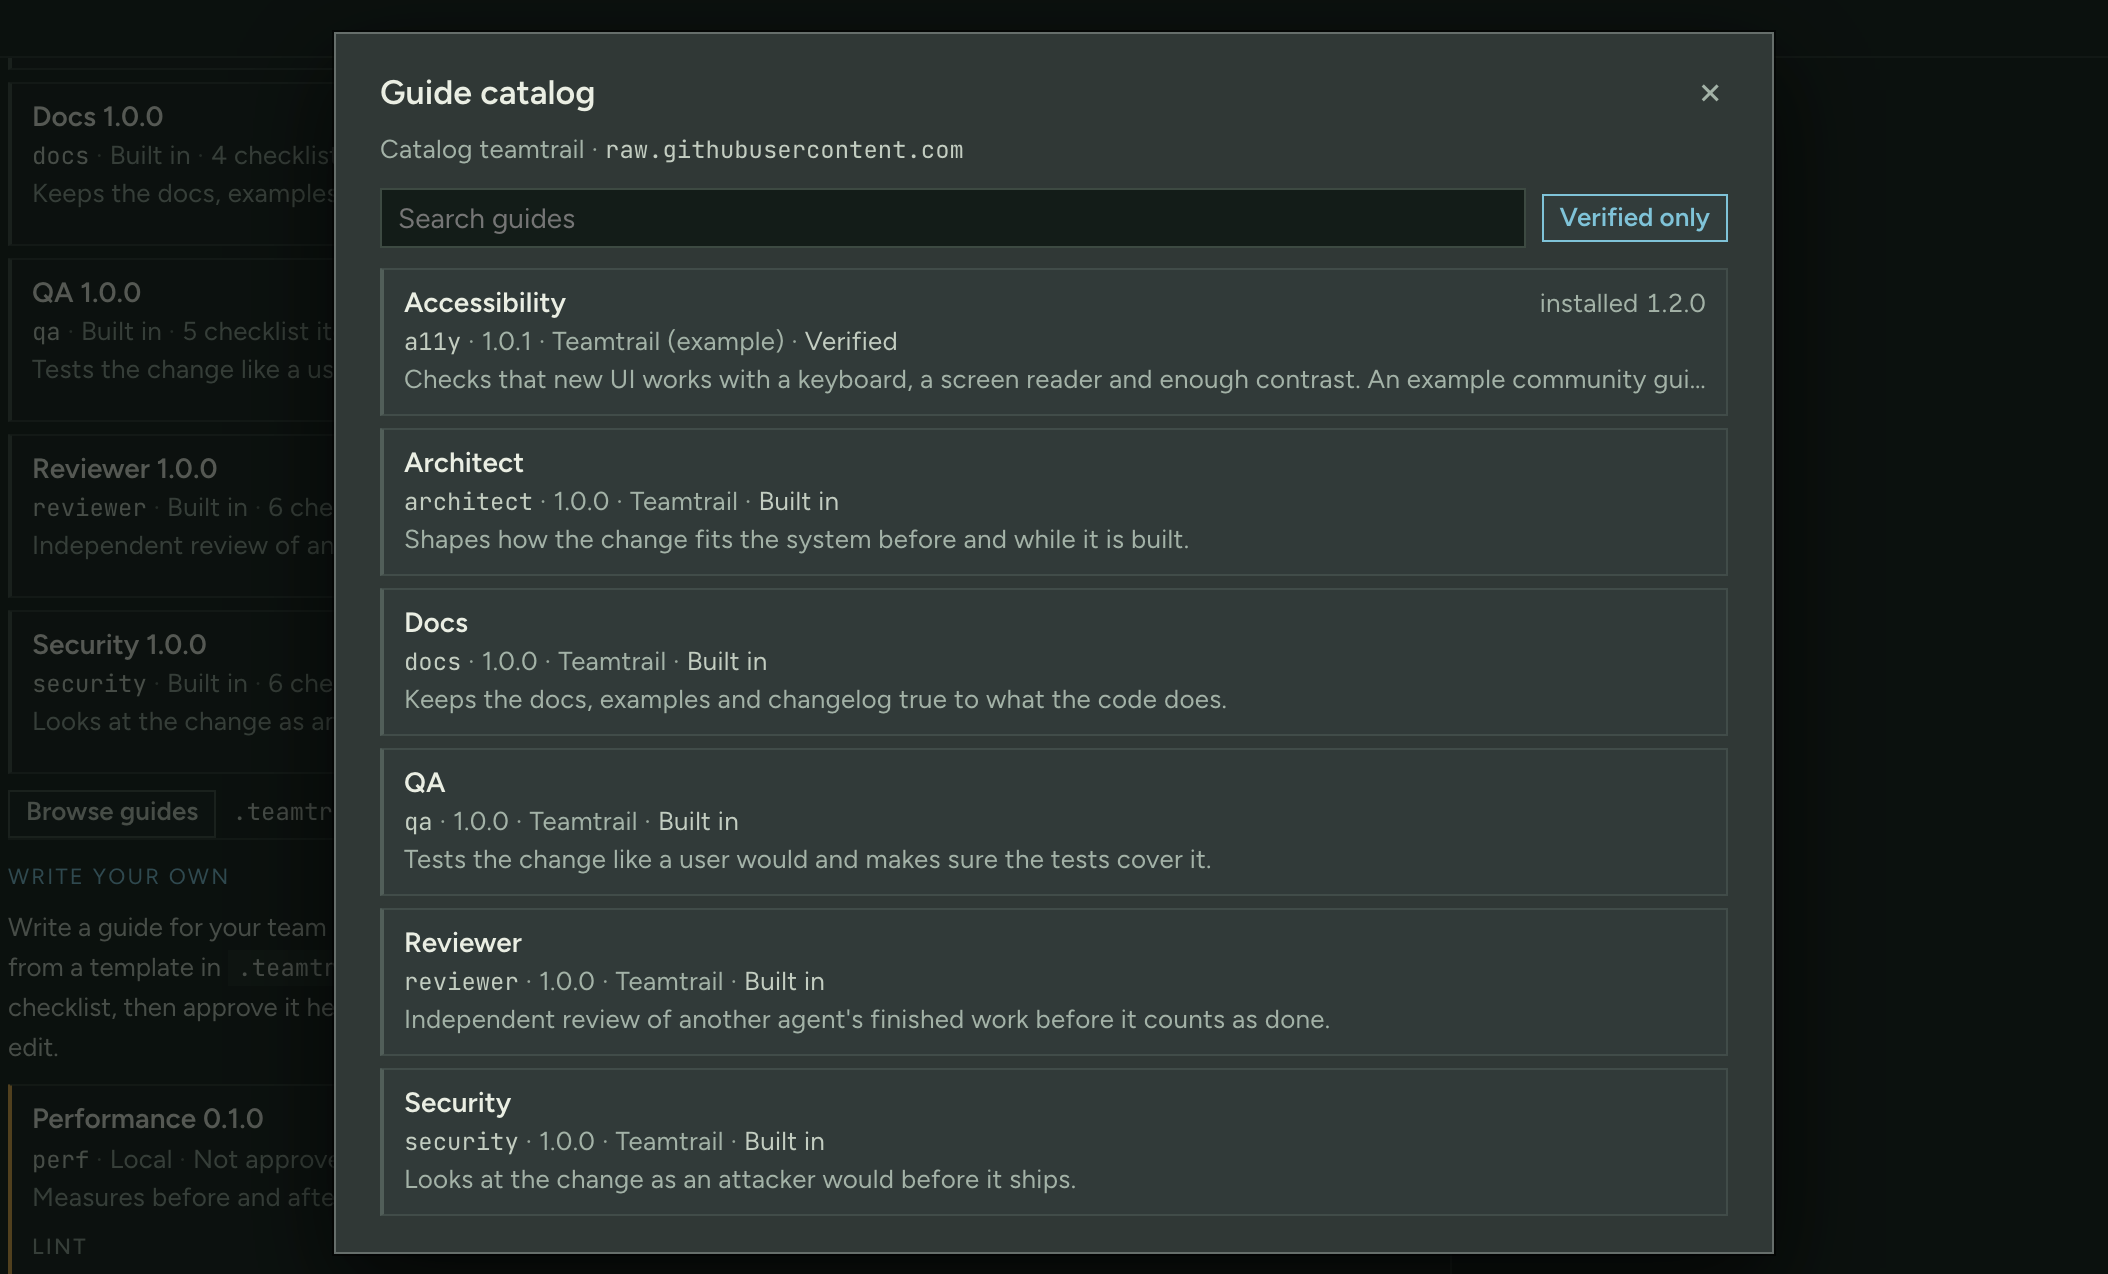 Guide catalog
×
Catalog teamtrail · raw.githubusercontent.com
Search guides
Verified only
Accessibility
installed 1.2.0
a11y · 1.0.1 · Teamtrail (example) · Verified
Checks that new UI works with a keyboard, a screen reader and enough contrast. An example community gui...
Architect
architect · 1.0.0 · Teamtrail · Built in
Shapes how the change fits the system before and while it is built.
Docs
docs · 1.0.0 · Teamtrail · Built in
Keeps the docs, examples and changelog true to what the code does.
QA
qa · 1.0.0 · Teamtrail · Built in
Tests the change like a user would and makes sure the tests cover it.
Reviewer
reviewer · 1.0.0 · Teamtrail · Built in
Independent review of another agent's finished work before it counts as done.
Security
security · 1.0.0 · Teamtrail · Built in
Looks at the change as an attacker would before it ships.
Docs 1.0.0
docs · Built in · 4 checklist
Keeps the docs, examples
QA 1.0.0
qa · Built in · 5 checklist it
Tests the change like a us
Reviewer 1.0.0
reviewer · Built in · 6 che
Independent review of an
Security 1.0.0
security · Built in · 6 che
Looks at the change as ar
Browse guides
.teamtr
WRITE YOUR OWN
Write a guide for your team
from a template in .teamtr
checklist, then approve it he
edit.
Performance 0.1.0
perf · Local · Not approve
Measures before and afte
LINT